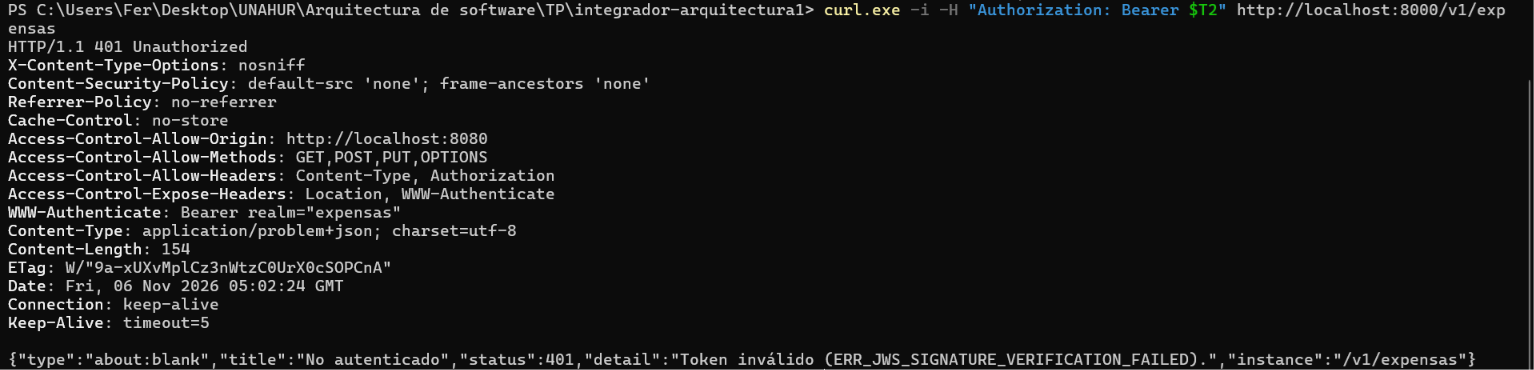 PS C:\Users\Fer\Desktop\UNAHUR\Arquitectura de software\TP\integrador-arquitectura1> curl.exe -i -H "Authorization: Bearer $T2" http://localhost:8000/v1/exp
ensas
HTTP/1.1 401 Unauthorized
X-Content-Type-Options: nosniff
Content-Security-Policy: default-src 'none'; frame-ancestors 'none'
Referrer-Policy: no-referrer
Cache-Control: no-store
Access-Control-Allow-Origin: http://localhost:8080
Access-Control-Allow-Methods: GET,POST,PUT,OPTIONS
Access-Control-Allow-Headers: Content-Type, Authorization
Access-Control-Expose-Headers: Location, WWW-Authenticate
WWW-Authenticate: Bearer realm="expensas"
Content-Type: application/problem+json; charset=utf-8
Content-Length: 154
ETag: W/"9a-xUXvMplCz3nWtzC0UrX0cSOPCnA"
Date: Fri, 06 Nov 2026 05:02:24 GMT
Connection: keep-alive
Keep-Alive: timeout=5
{"type":"about:blank","title":"No autenticado","status":401,"detail":"Token inválido (ERR_JWS_SIGNATURE_VERIFICATION_FAILED).","instance":"/v1/expensas"}